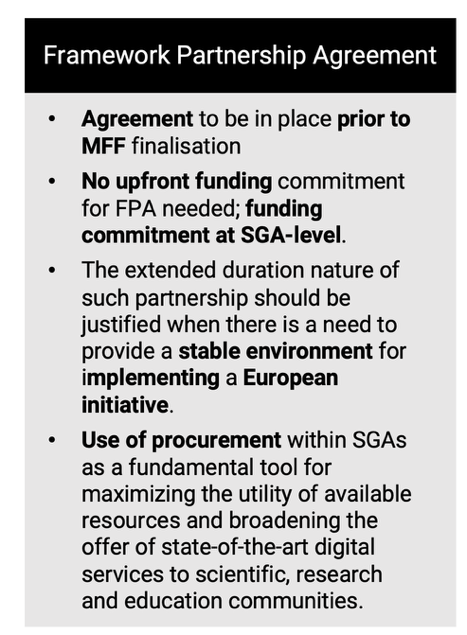 Framework Partnership Agreement
• Agreement to be in place prior to
MFF finalisation
• No upfront funding commitment
for FPA needed; funding
commitment at SGA-level.
• The extended duration nature of
such partnership should be
justified when there is a need to
provide a stable environment for
implementing a European
initiative.
• Use of procurement within SGAs
as a fundamental tool for
maximizing the utility of available
resources and broadening the
offer of state-of-the-art digital
services to scientific, research
and education communities.